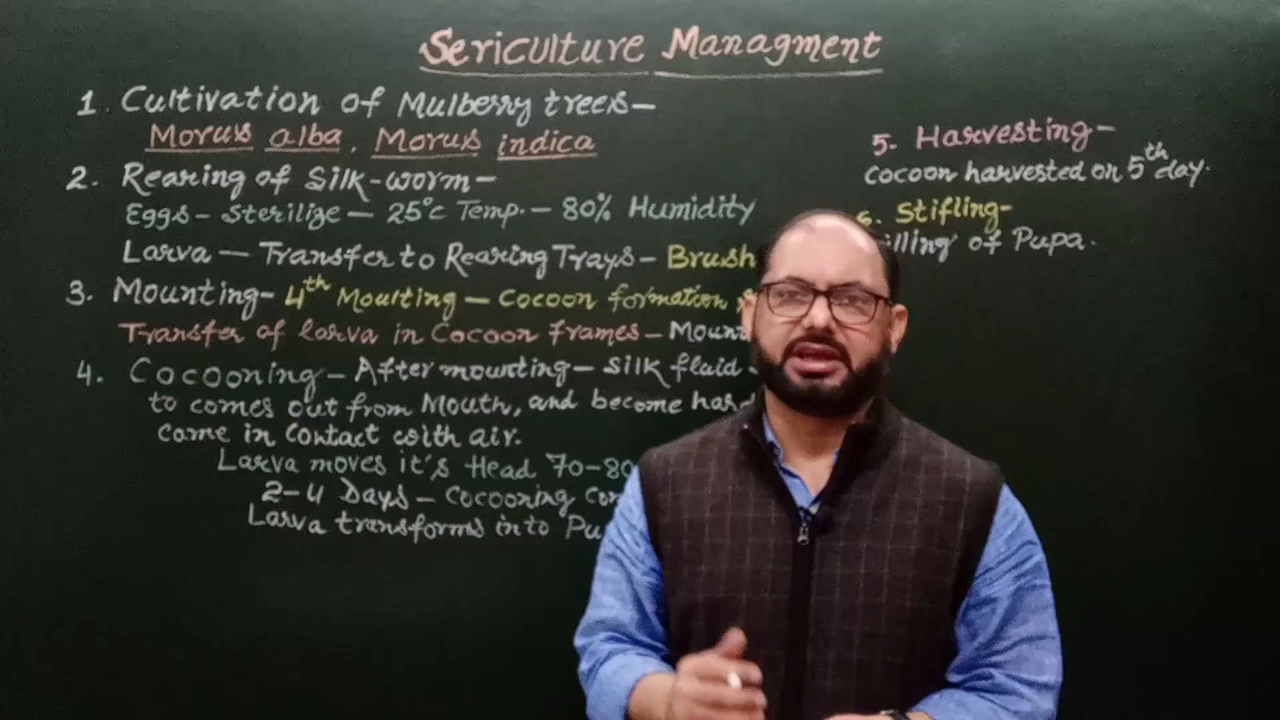 Sericulture Managment
1. Cultivation of Mulberry trees-
Morus alba, Morus indica
2. Rearing of Silk-worm-
Eggs - Sterilize - 25°c Temp. - 80% Humidity
Larva - Transfer to Rearing Trays - Brush
3. Mounting- 4th Moulting - Cocoon formation
Transfer of larva in Cocoon frames - Mount
4. Cocooning - After mounting - Silk fluid -
to comes out from Mouth, and become hard
come in contact with air.
Larva moves it's Head 70-80
2-4 Days - Cocooning
Larva transforms into
5. Harvesting-
Cocoon harvested on 5th day.
6. Stifling-
illing of Pupa.